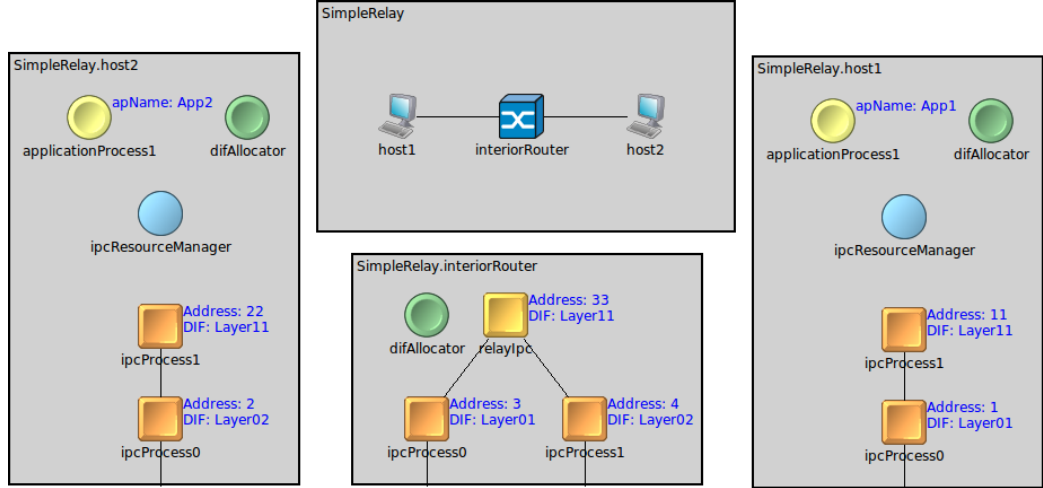 SimpleRelay.host2
apName: App2
applicationProcess1
difAllocator
ipcResourceManager
Address: 22
DIF: Layer11
ipcProcess1
Address: 2
DIF: Layer02
ipcProcess0
SimpleRelay
host1
interiorRouter
host2
SimpleRelay.interiorRouter
Address: 33
DIF: Layer11
difAllocator
relayIpc
Address: 3
DIF: Layer01
ipcProcess0
Address: 4
DIF: Layer02
ipcProcess1
SimpleRelay.host1
apName: App1
applicationProcess1
difAllocator
ipcResourceManager
Address: 11
DIF: Layer11
ipcProcess1
Address: 1
DIF: Layer01
ipcProcess0